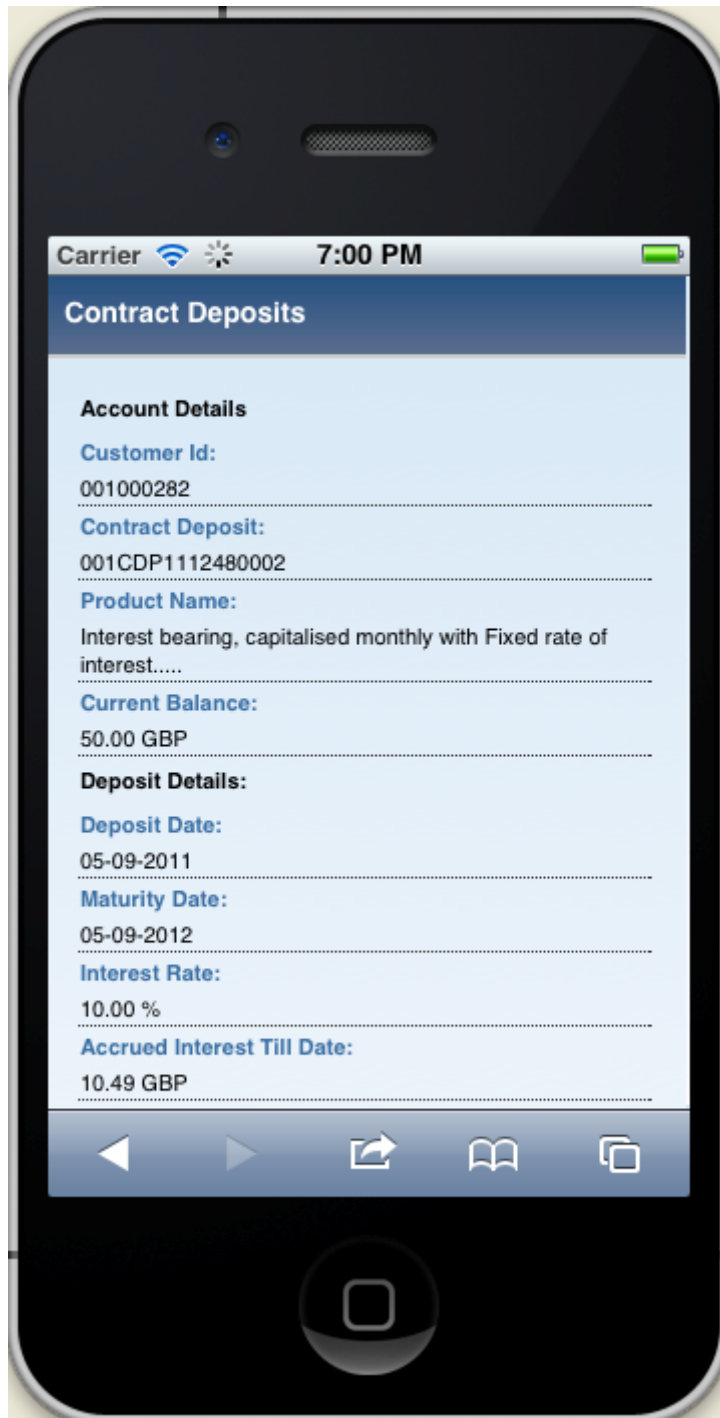 Carrier 7:00 PM
Contract Deposits
Account Details
Customer Id:
001000282
Contract Deposit:
001CDP1112480002
Product Name:
Interest bearing, capitalised monthly with Fixed rate of
interest.....
Current Balance:
50.00 GBP
Deposit Details:
Deposit Date:
05-09-2011
Maturity Date:
05-09-2012
Interest Rate:
10.00 %
Accrued Interest Till Date:
10.49 GBP